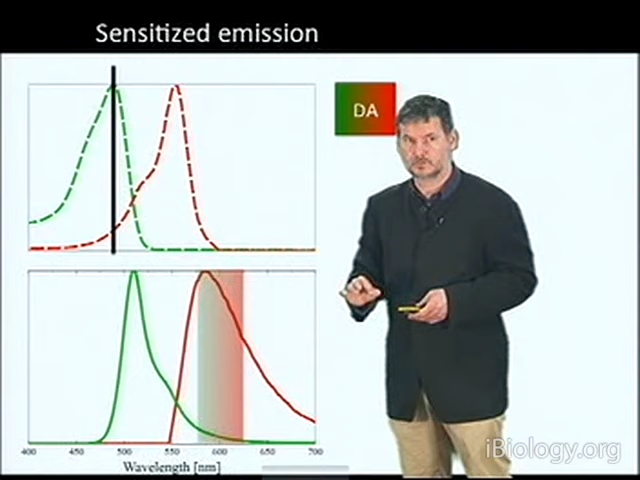 Sensitized emission
DA
400 450 500 550 600 650 700
Wavelength [nm]
iBiology.org